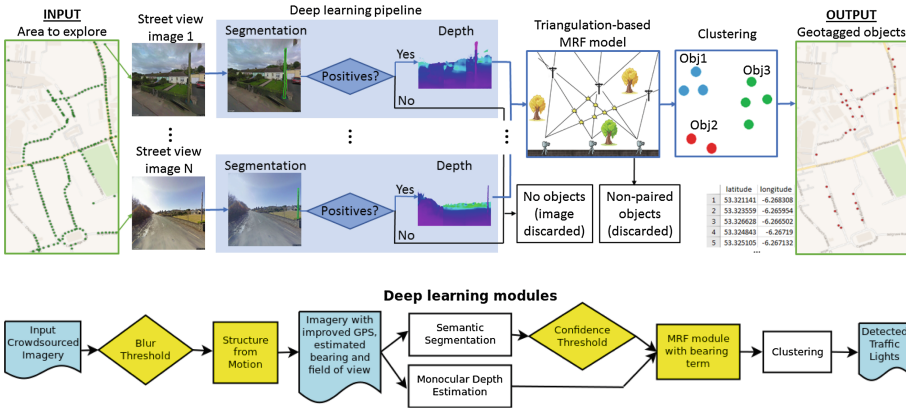 INPUT
Area to explore
Street view
image 1
Deep learning pipeline
Segmentation
Depth
Positives?
Yes
No
Triangulation-based
MRF model
Clustering
Obj1
Obj3
Obj2
OUTPUT
Geotagged objects
Street view
image N
Segmentation
Depth
Positives?
Yes
No
No objects
(image
discarded)
Non-paired
objects
(discarded)
latitude longitude
1 53.321141 -6.268308
2 53.323559 -6.265954
3 53.326628 -6.266502
4 53.324843 -6.26719
5 53.325105 -6.267132
...
Deep learning modules
Input
Crowdsourced
Imagery
Blur
Threshold
Structure
from
Motion
Imagery with
improved GPS,
estimated
bearing and
field of view
Semantic
Segmentation
Monocular Depth
Estimation
Confidence
Threshold
MRF module
with bearing
term
Clustering
Detected
Traffic
Lights